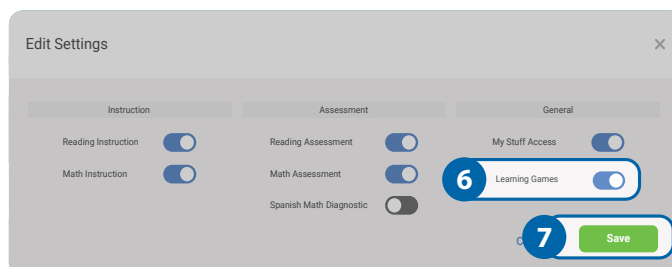 Edit Settings
Instruction
Assessment
General
Reading Instruction
Reading Assessment
My Stuff Access
Math Instruction
Math Assessment
6
Learning Games
Spanish Math Diagnostic
7
Save